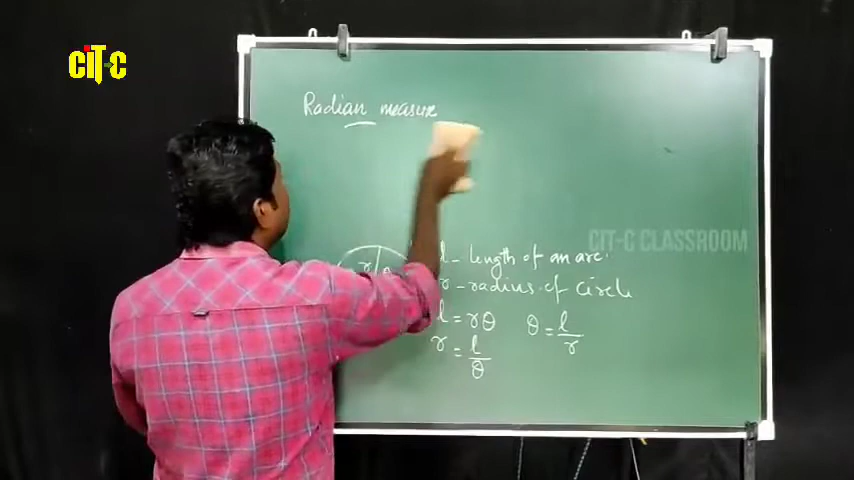 CiT-C
Radian measure
CIT-C CLASSROOM
l - length of an arc.
r θ
r - radius of circle
l = rθ θ = l/r
r = l/θ